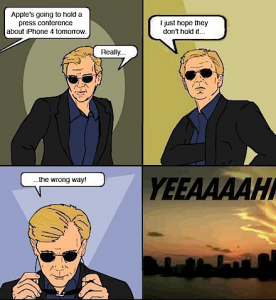 Apple's going to hold a
press conference
about iPhone 4 tomorrow.
Really...
I just hope they
don't hold it...
...the wrong way!
YEEAAAAHH